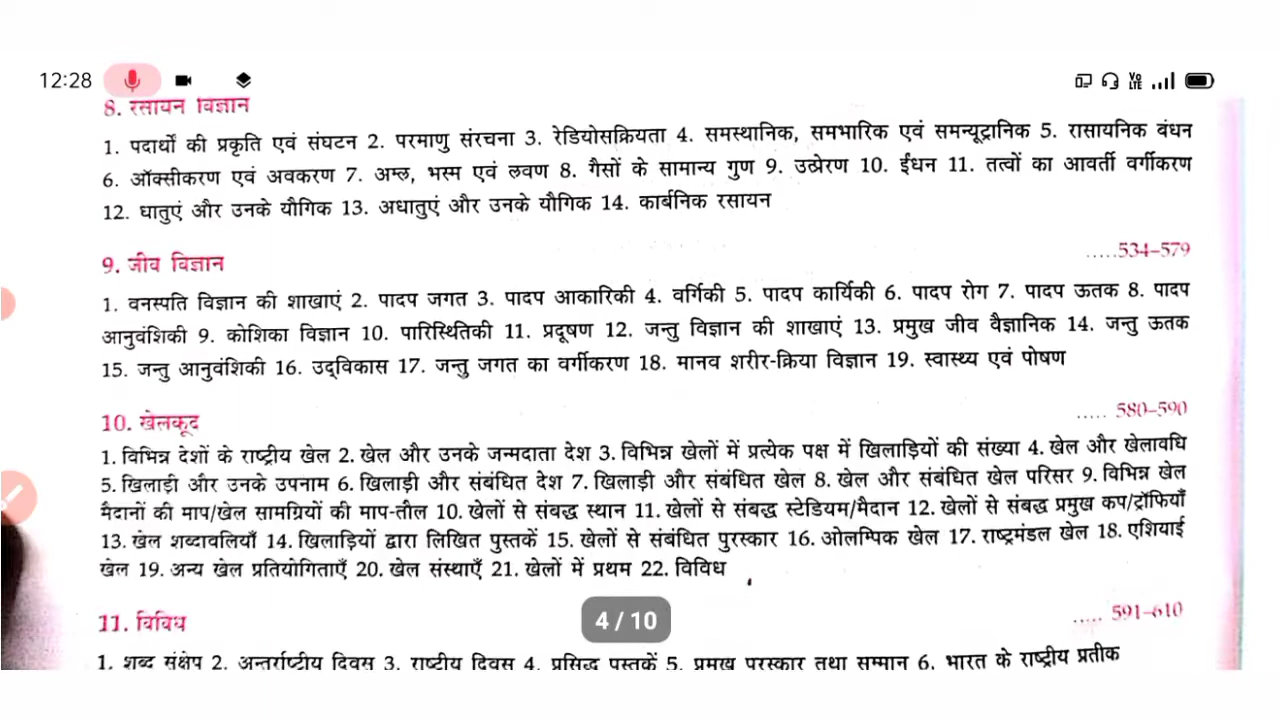 12:28
Vo LTE
8. रसायन विज्ञान
1. पदार्थों की प्रकृति एवं संघटन 2. परमाणु संरचना 3. रेडियोसक्रियता 4. समस्थानिक, समभारिक एवं समन्यूट्रानिक 5. रासायनिक बंधन
6. ऑक्सीकरण एवं अवकरण 7. अम्ल, भस्म एवं लवण 8. गैसों के सामान्य गुण 9. उत्प्रेरण 10. ईंधन 11. तत्वों का आवर्ती वर्गीकरण
12. धातुएं और उनके यौगिक 13. अधातुएं और उनके यौगिक 14. कार्बनिक रसायन
9. जीव विज्ञान .....534–579
1. वनस्पति विज्ञान की शाखाएं 2. पादप जगत 3. पादप आकारिकी 4. वर्गिकी 5. पादप कार्यिकी 6. पादप रोग 7. पादप ऊतक 8. पादप
आनुवंशिकी 9. कोशिका विज्ञान 10. पारिस्थितिकी 11. प्रदूषण 12. जन्तु विज्ञान की शाखाएं 13. प्रमुख जीव वैज्ञानिक 14. जन्तु ऊतक
15. जन्तु आनुवंशिकी 16. उद्विकास 17. जन्तु जगत का वर्गीकरण 18. मानव शरीर-क्रिया विज्ञान 19. स्वास्थ्य एवं पोषण
10. खेलकूद ..... 580–590
1. विभिन्न देशों के राष्ट्रीय खेल 2. खेल और उनके जन्मदाता देश 3. विभिन्न खेलों में प्रत्येक पक्ष में खिलाड़ियों की संख्या 4. खेल और खेलावधि
5. खिलाड़ी और उनके उपनाम 6. खिलाड़ी और संबंधित देश 7. खिलाड़ी और संबंधित खेल 8. खेल और संबंधित खेल परिसर 9. विभिन्न खेल
मैदानों की माप/खेल सामग्रियों की माप-तौल 10. खेलों से संबद्ध स्थान 11. खेलों से संबद्ध स्टेडियम/मैदान 12. खेलों से संबद्ध प्रमुख कप/ट्रॉफियाँ
13. खेल शब्दावलियाँ 14. खिलाड़ियों द्वारा लिखित पुस्तकें 15. खेलों से संबंधित पुरस्कार 16. ओलम्पिक खेल 17. राष्ट्रमंडल खेल 18. एशियाई
खेल 19. अन्य खेल प्रतियोगिताएँ 20. खेल संस्थाएँ 21. खेलों में प्रथम 22. विविध
4 / 10
11. विविध ..... 591–610
1. शब्द संक्षेप 2. अन्तर्राष्ट्रीय दिवस 3. राष्ट्रीय दिवस 4. प्रसिद्ध पुस्तकें 5. प्रमुख पुरस्कार तथा सम्मान 6. भारत के राष्ट्रीय प्रतीक